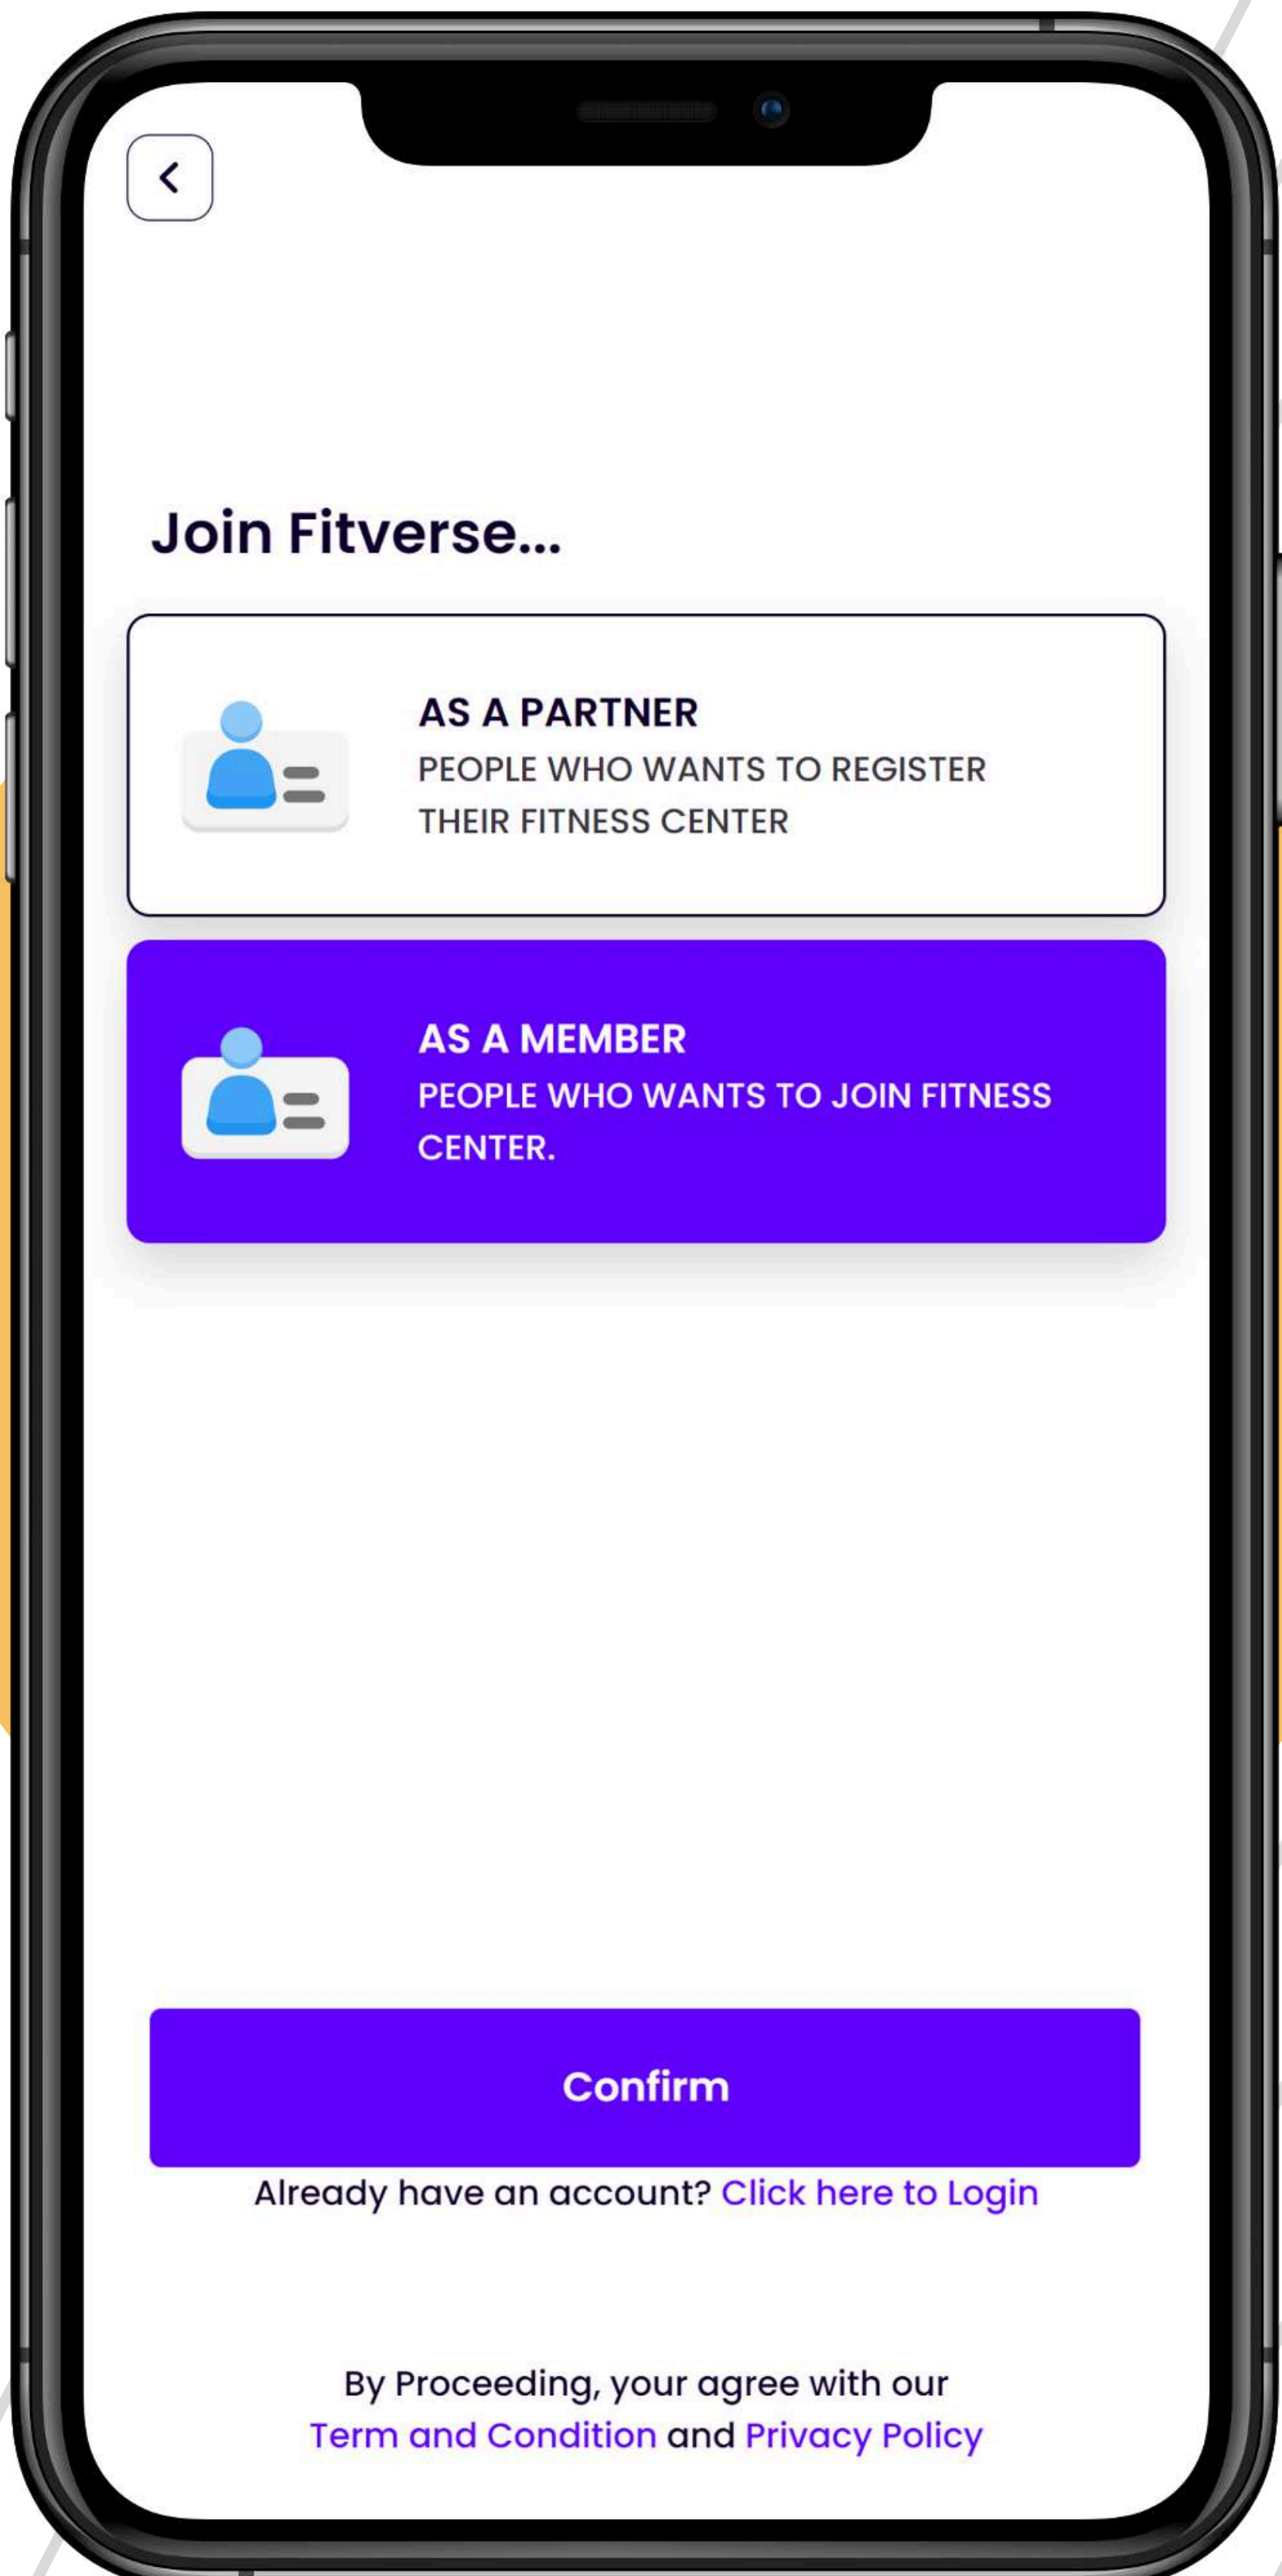 Join Fitverse...
AS A PARTNER
PEOPLE WHO WANTS TO REGISTER
THEIR FITNESS CENTER
AS A MEMBER
PEOPLE WHO WANTS TO JOIN FITNESS
CENTER.
Confirm
Already have an account? Click here to Login
By Proceeding, your agree with our
Term and Condition and Privacy Policy